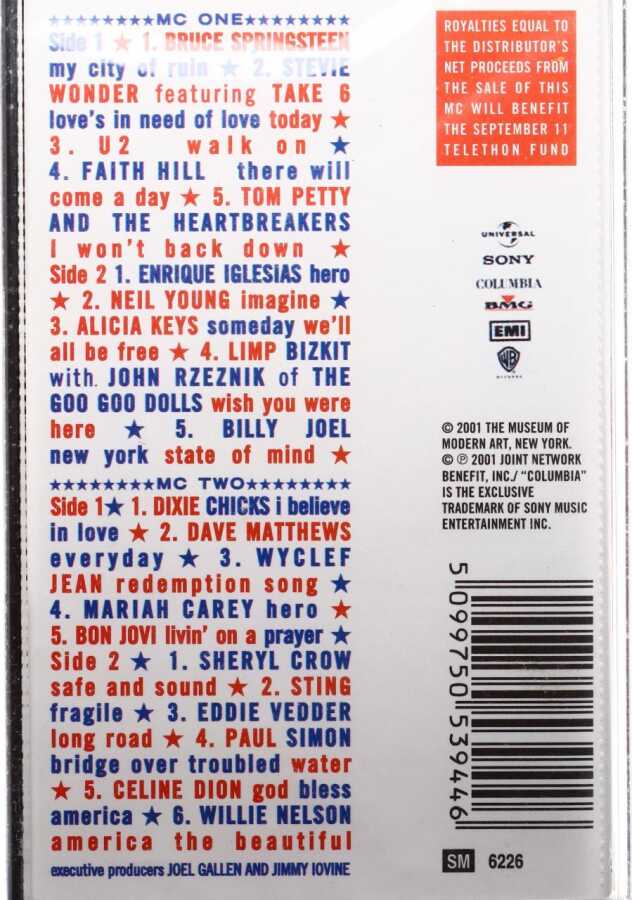 ★★★★★★★★MC ONE★★★★★★★★
Side 1 ★ 1. BRUCE SPRINGSTEEN
my city of ruin ★ 2. STEVIE
WONDER featuring TAKE 6
love's in need of love today ★
3. U2 walk on ★
4. FAITH HILL there will
come a day ★ 5. TOM PETTY
AND THE HEARTBREAKERS
I won't back down ★
Side 2 1. ENRIQUE IGLESIAS hero
★ 2. NEIL YOUNG imagine ★
3. ALICIA KEYS someday we'll
all be free ★ 4. LIMP BIZKIT
with JOHN RZEZNIK of THE
GOO GOO DOLLS wish you were
here ★ 5. BILLY JOEL
new york state of mind ★
★★★★★★★★MC TWO★★★★★★★★
Side 1★ 1. DIXIE CHICKS i believe
in love ★ 2. DAVE MATTHEWS
everyday ★ 3. WYCLEF
JEAN redemption song ★
4. MARIAH CAREY hero ★
5. BON JOVI livin' on a prayer ★
Side 2 ★ 1. SHERYL CROW
safe and sound ★ 2. STING
fragile ★ 3. EDDIE VEDDER
long road ★ 4. PAUL SIMON
bridge over troubled water
★ 5. CELINE DION god bless
america ★ 6. WILLIE NELSON
america the beautiful
executive producers JOEL GALLEN AND JIMMY IOVINE
ROYALTIES EQUAL TO
THE DISTRIBUTOR'S
NET PROCEEDS FROM
THE SALE OF THIS
MC WILL BENEFIT
THE SEPTEMBER 11
TELETHON FUND
UNIVERSAL
SONY
COLUMBIA
BMG
EMI
WB
RECORDS
© 2001 THE MUSEUM OF
MODERN ART, NEW YORK.
© ℗ 2001 JOINT NETWORK
BENEFIT, INC./ "COLUMBIA"
IS THE EXCLUSIVE
TRADEMARK OF SONY MUSIC
ENTERTAINMENT INC.
5 099750 539446
SM 6226